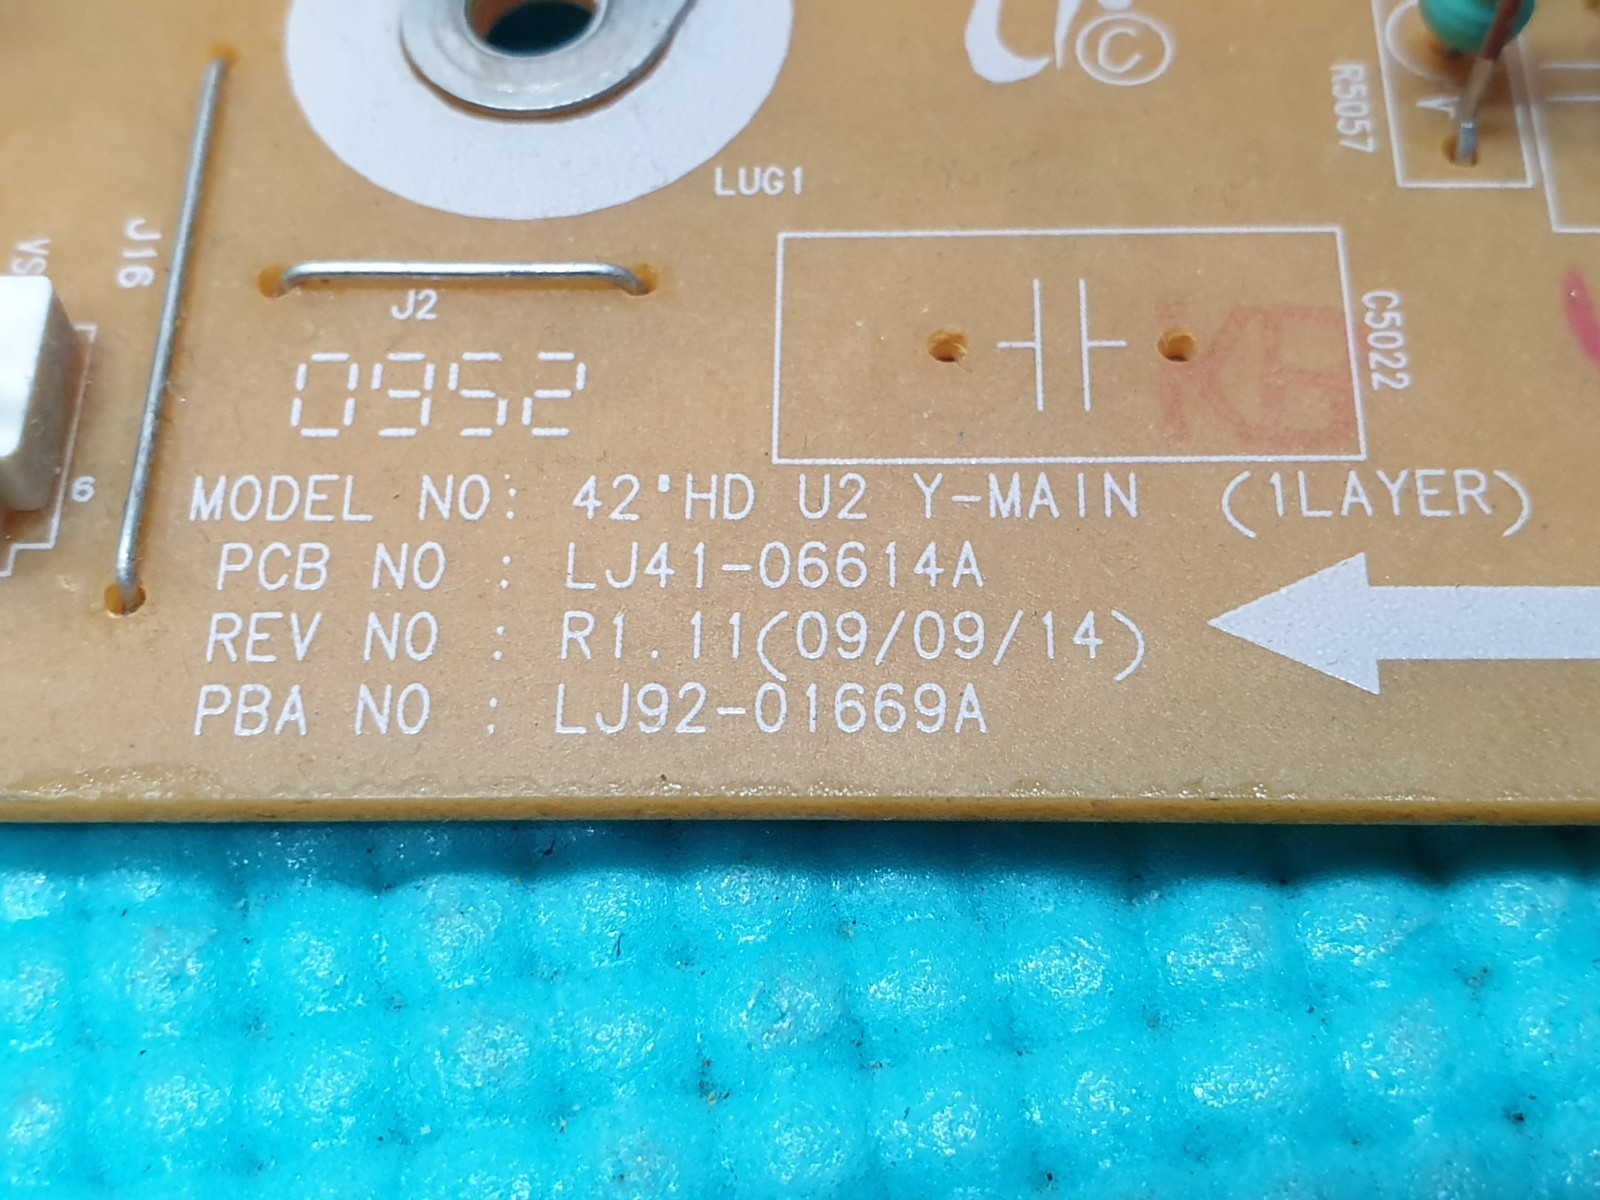 ©
R5057
LUG1
J16
VS
J2
C5022
0952
KB
6
MODEL NO: 42"HD U2 Y-MAIN (1LAYER)
PCB NO : LJ41-06614A
REV NO : R1.11(09/09/14)
PBA NO : LJ92-01669A